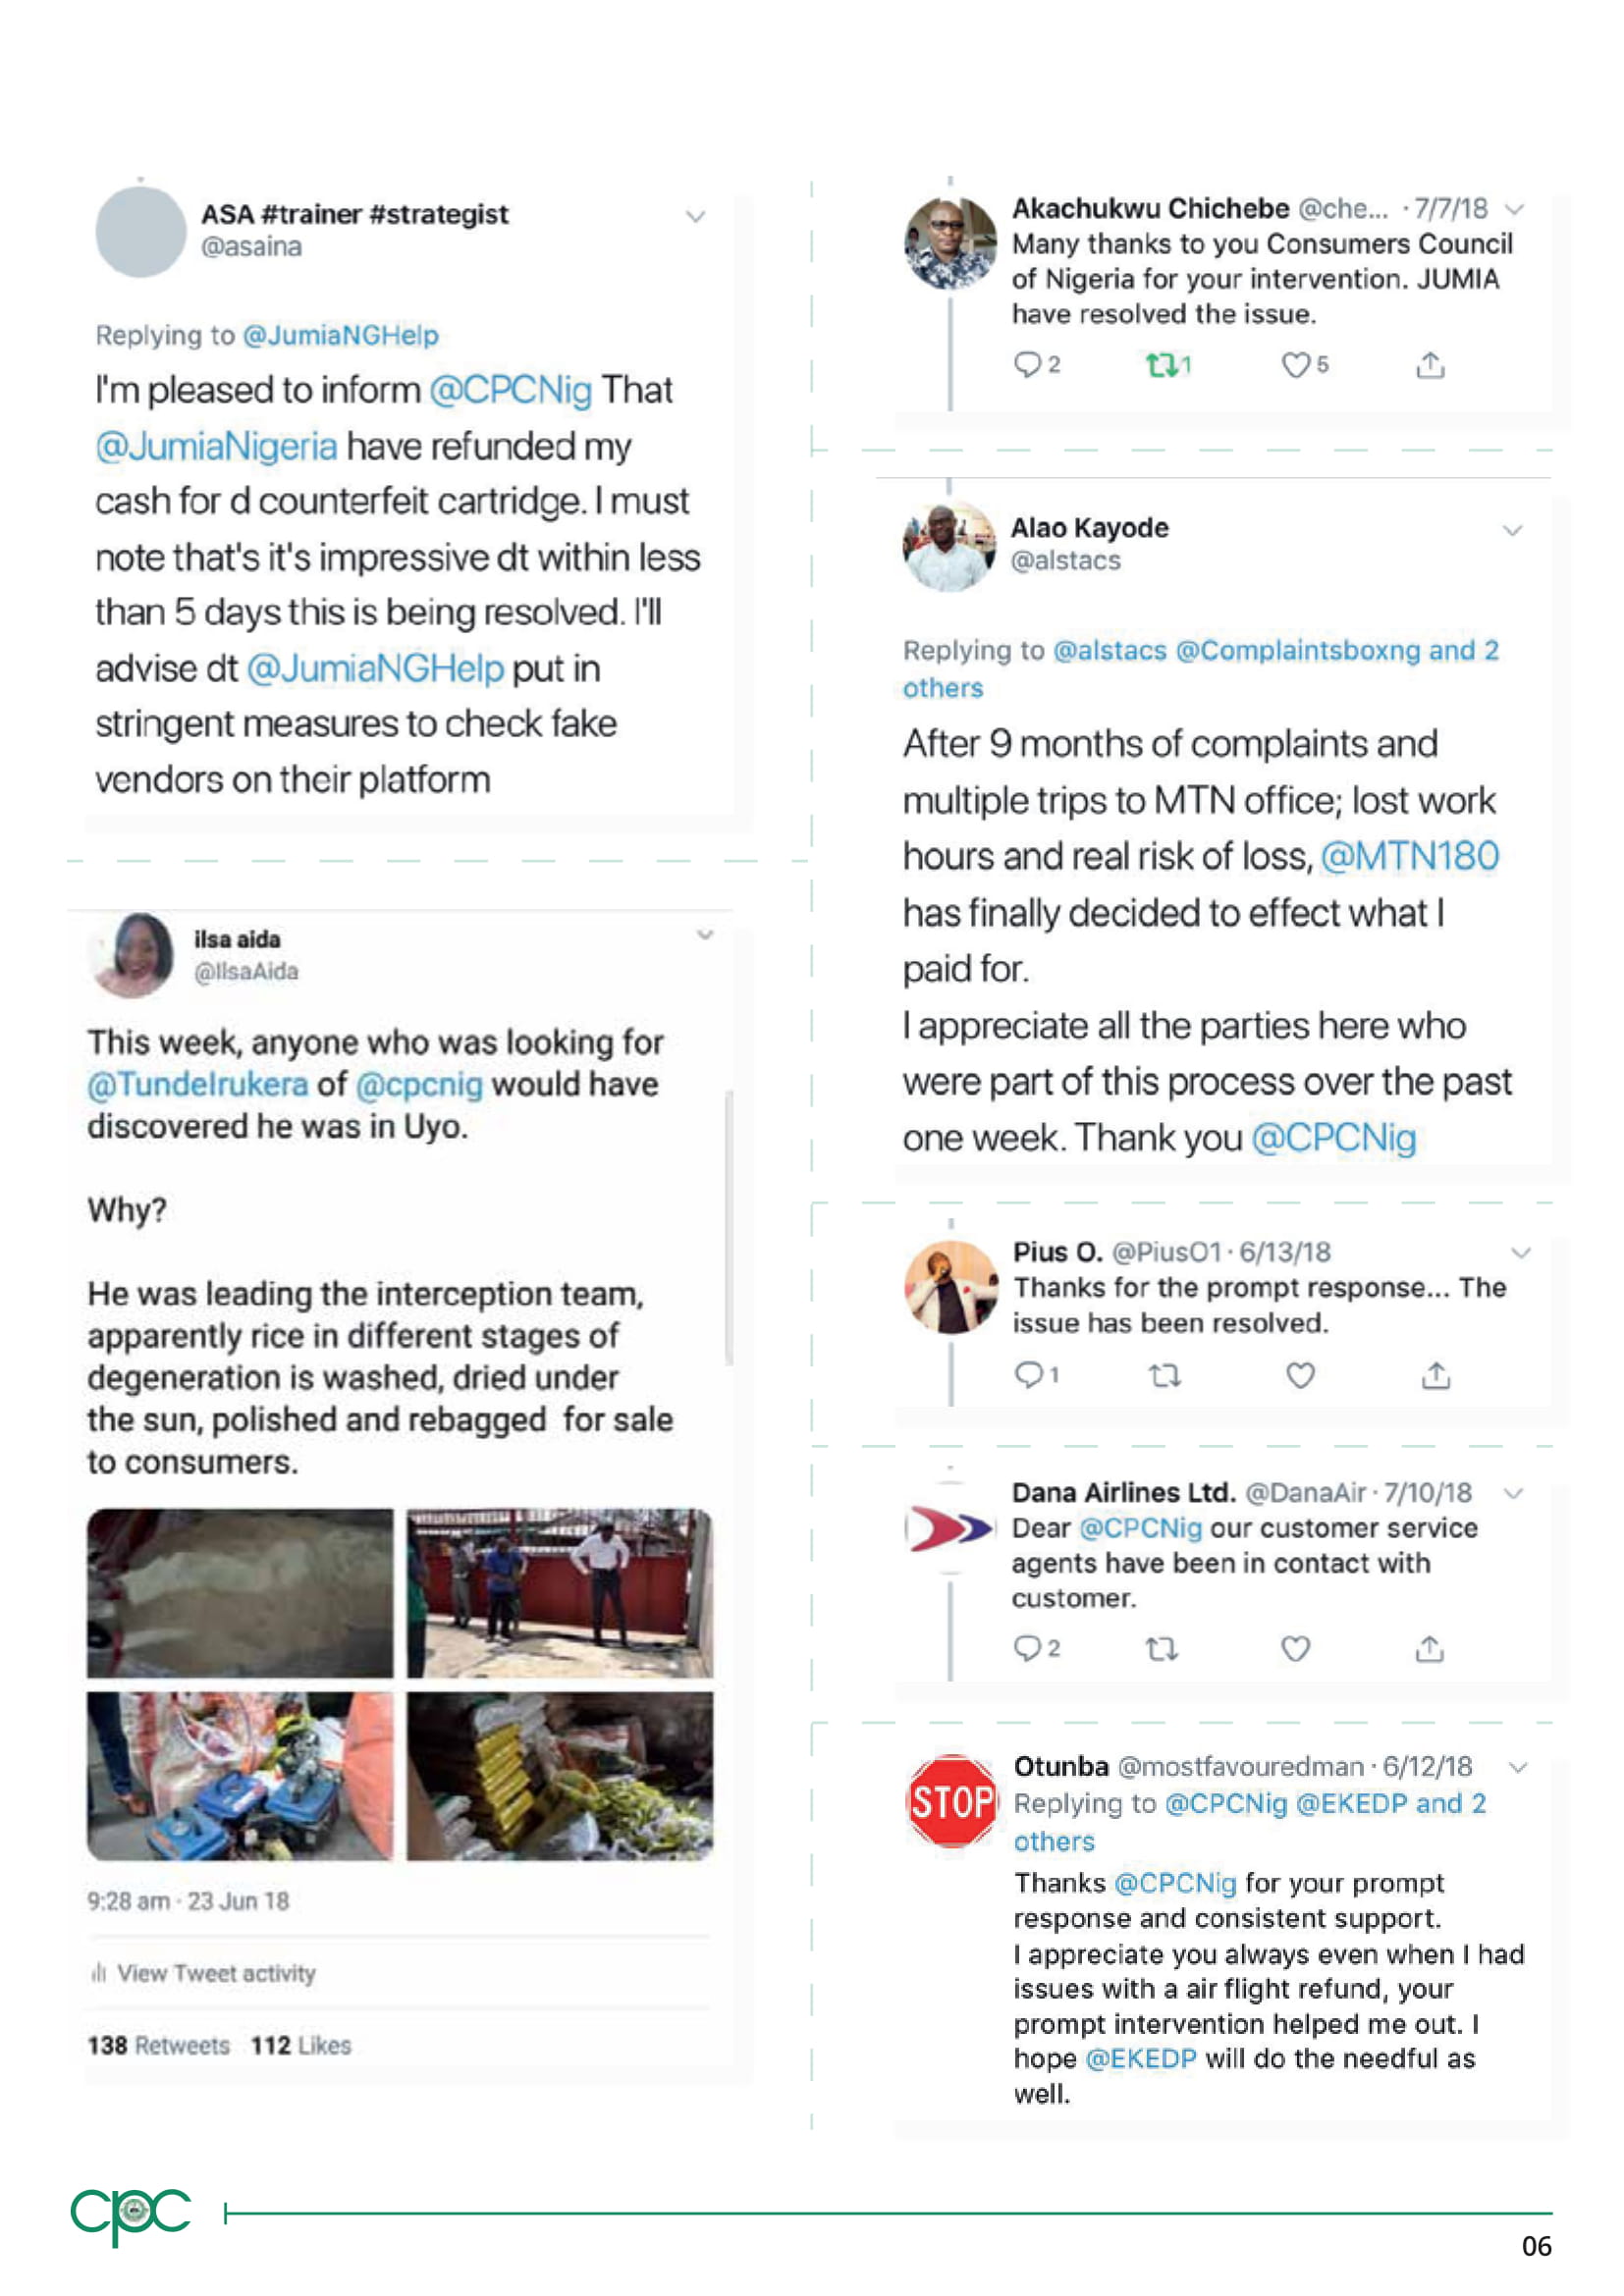 ASA #trainer #strategist
@asaina
Replying to @JumiaNGHelp
I'm pleased to inform @CPCNig That
@JumiaNigeria have refunded my
cash for d counterfeit cartridge. I must
note that's it's impressive dt within less
than 5 days this is being resolved. I'll
advise dt @JumiaNGHelp put in
stringent measures to check fake
vendors on their platform
ilsa aida
@IlsaAida
This week, anyone who was looking for
@TundeIrukera of @cpcnig would have
discovered he was in Uyo.
Why?
He was leading the interception team,
apparently rice in different stages of
degeneration is washed, dried under
the sun, polished and rebagged for sale
to consumers.
9:28 am · 23 Jun 18
View Tweet activity
138 Retweets 112 Likes
Akachukwu Chichebe @che... · 7/7/18
Many thanks to you Consumers Council
of Nigeria for your intervention. JUMIA
have resolved the issue.
2 1 5
Alao Kayode
@alstacs
Replying to @alstacs @Complaintsboxng and 2
others
After 9 months of complaints and
multiple trips to MTN office; lost work
hours and real risk of loss, @MTN180
has finally decided to effect what I
paid for.
I appreciate all the parties here who
were part of this process over the past
one week. Thank you @CPCNig
Pius O. @PiusO1 · 6/13/18
Thanks for the prompt response... The
issue has been resolved.
1
Dana Airlines Ltd. @DanaAir · 7/10/18
Dear @CPCNig our customer service
agents have been in contact with
customer.
2
STOP
Otunba @mostfavouredman · 6/12/18
Replying to @CPCNig @EKEDP and 2
others
Thanks @CPCNig for your prompt
response and consistent support.
I appreciate you always even when I had
issues with a air flight refund, your
prompt intervention helped me out. I
hope @EKEDP will do the needful as
well.
cpc
06